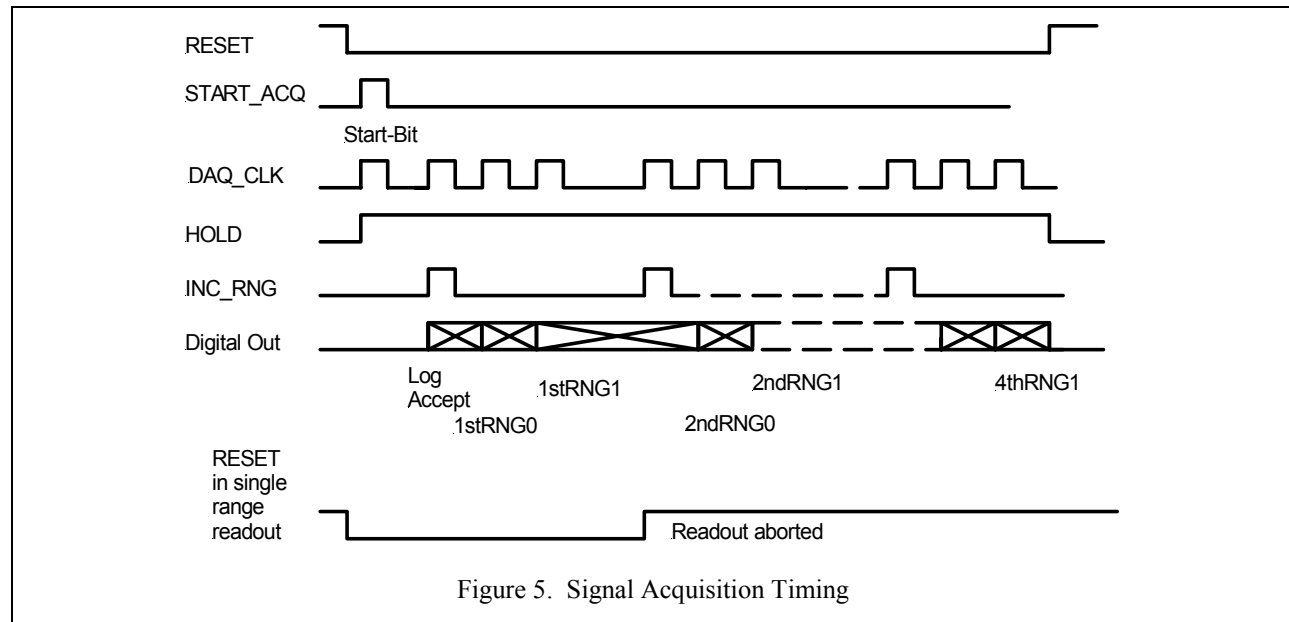 RESET
START_ACQ
Start-Bit
DAQ_CLK
HOLD
INC_RNG
Digital Out
Log
Accept
1stRNG0
1stRNG1
2ndRNG0
2ndRNG1
4thRNG1
RESET
in single
range
readout
Readout aborted
Figure 5. Signal Acquisition Timing